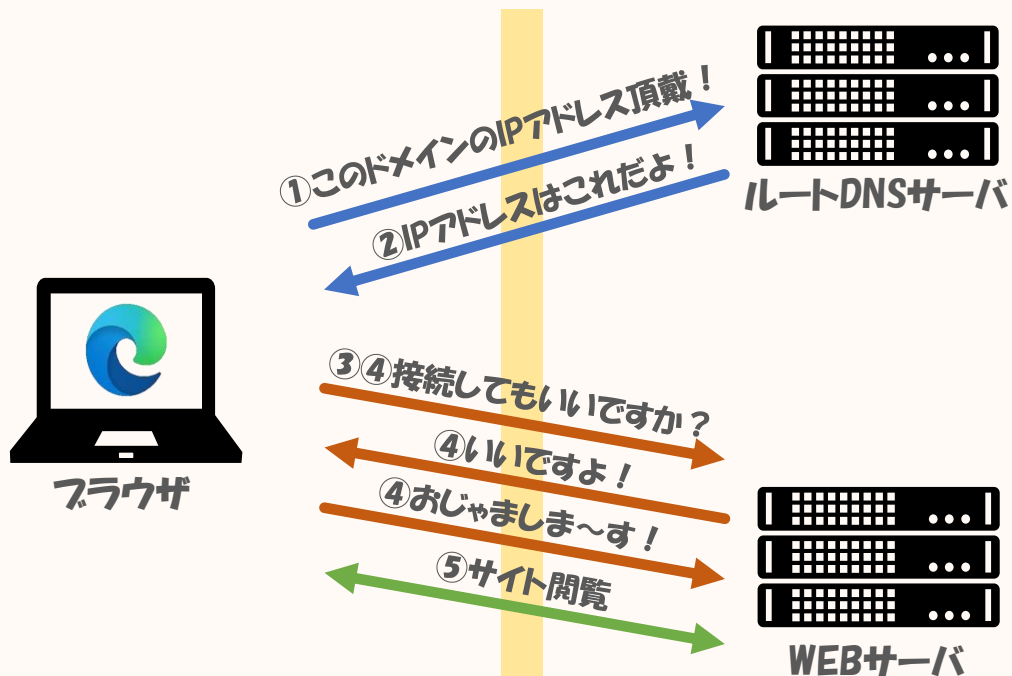 ①このドメインのIPアドレス頂戴!
②IPアドレスはこれだよ!
ルートDNSサーバ
③④接続してもいいですか?
④いいですよ!
④おじゃましま～す!
⑤サイト閲覧
ブラウザ
WEBサーバ